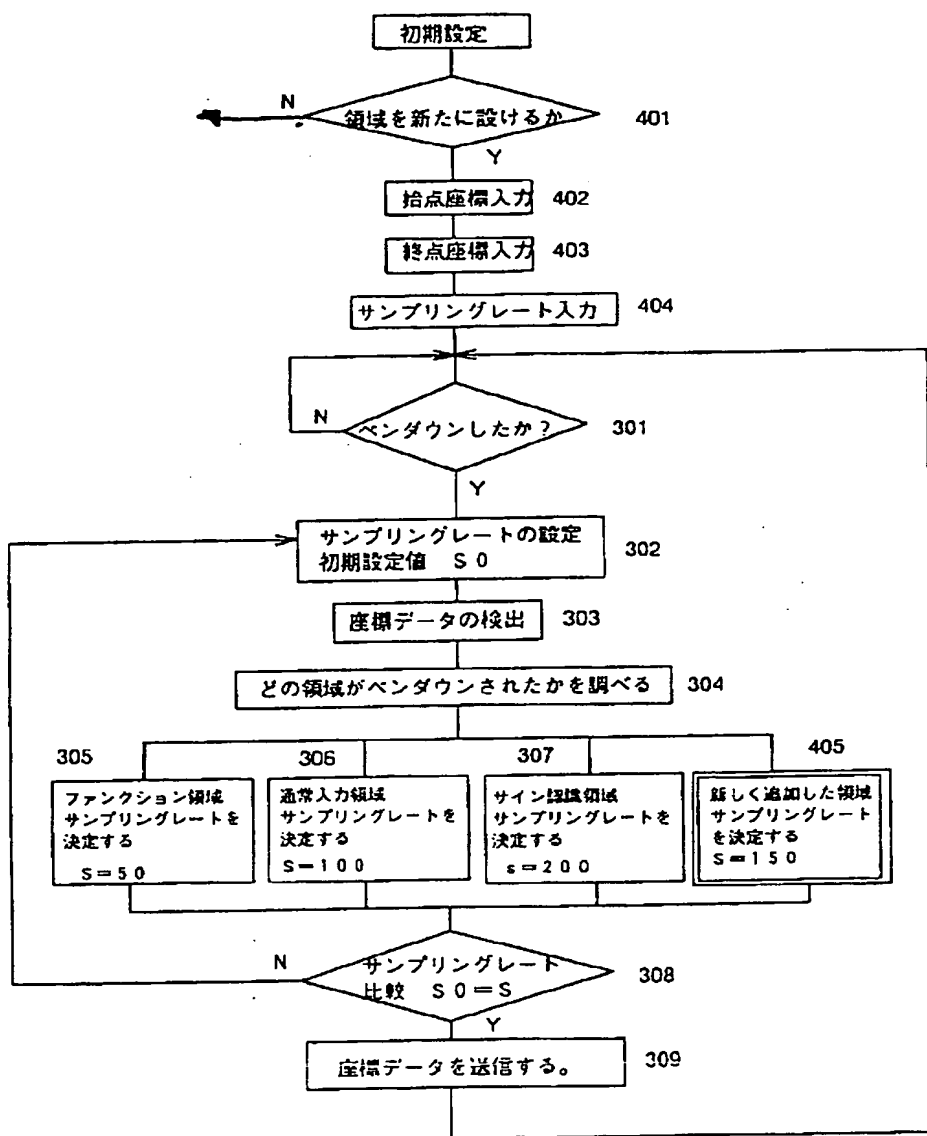 初期設定
N
領域を新たに設けるか
401
Y
始点座標入力
402
終点座標入力
403
サンプリングレート入力
404
N
ペンダウンしたか？
301
Y
サンプリングレートの設定
初期設定値 S0
302
座標データの検出
303
どの領域がペンダウンされたかを調べる
304
305
ファンクション領域
サンプリングレートを
決定する
S=50
306
通常入力領域
サンプリングレートを
決定する
S=100
307
サイン認識領域
サンプリングレートを
決定する
s=200
405
新しく追加した領域
サンプリングレート
を決定する
S=150
N
サンプリングレート
比較 S0=S
308
Y
座標データを送信する。
309